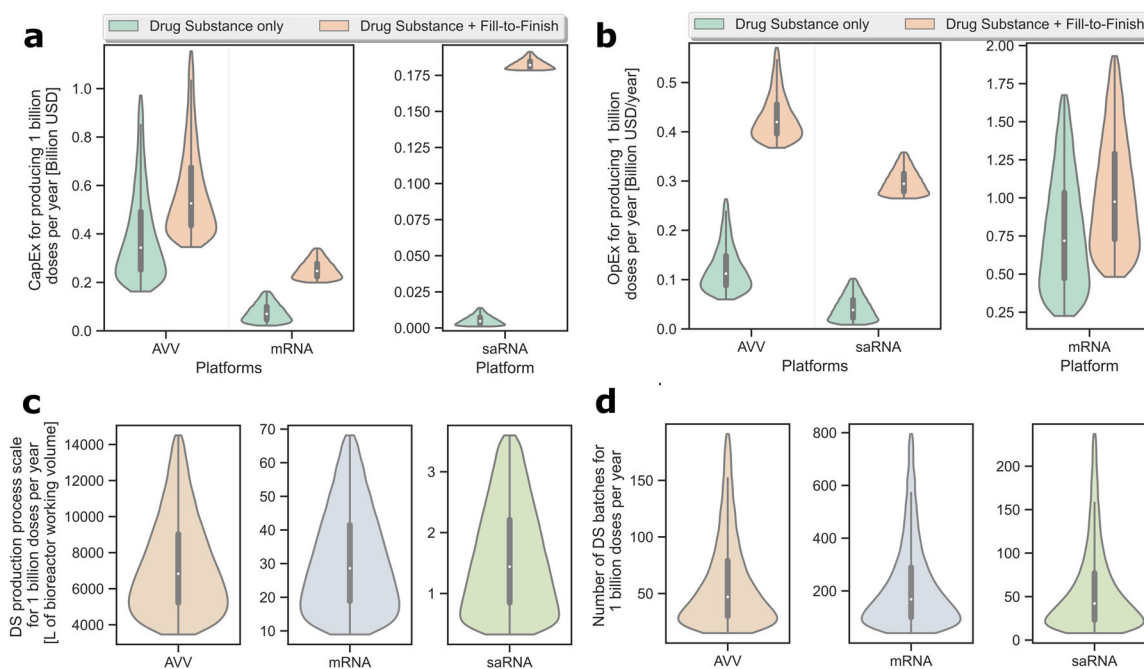 Drug Substance only
Drug Substance + Fill-to-Finish
a
CapEx for producing 1 billion
doses per year [Billion USD]
1.0
0.8
0.6
0.4
0.2
0.0
AVV
mRNA
Platforms
0.175
0.150
0.125
0.100
0.075
0.050
0.025
0.000
saRNA
Platform
Drug Substance only
Drug Substance + Fill-to-Finish
b
OpEx for producing 1 billion
doses per year [Billion USD/year]
0.5
0.4
0.3
0.2
0.1
0.0
AVV
saRNA
Platforms
2.00
1.75
1.50
1.25
1.00
0.75
0.50
0.25
mRNA
Platform
c
DS production process scale
for 1 billion doses per year
[L of bioreactor working volume]
14000
12000
10000
8000
6000
4000
AVV
70
60
50
40
30
20
10
mRNA
3
2
1
saRNA
d
Number of DS batches for
1 billion doses per year
150
100
50
AVV
800
600
400
200
mRNA
200
150
100
50
0
saRNA